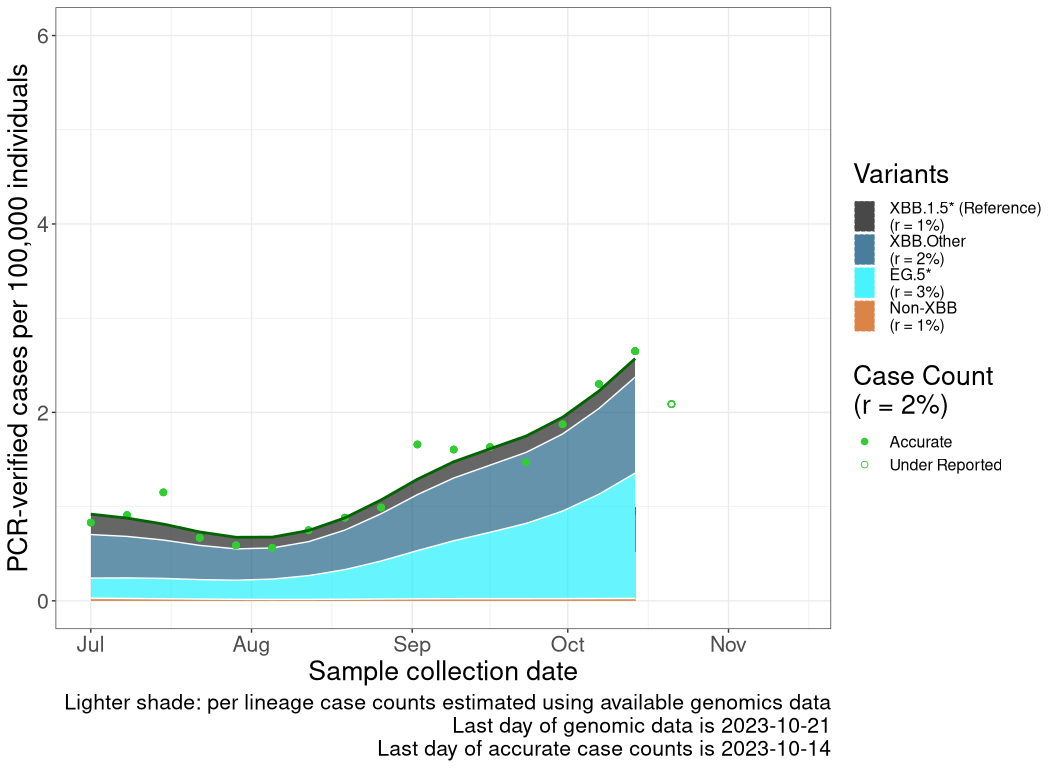 PCR-verified cases per 100,000 individuals
6
4
2
0
Jul Aug Sep Oct Nov
Sample collection date
Lighter shade: per lineage case counts estimated using available genomics data
Last day of genomic data is 2023-10-21
Last day of accurate case counts is 2023-10-14
Variants
XBB.1.5* (Reference)
(r = 1%)
XBB.Other
(r = 2%)
EG.5*
(r = 3%)
Non-XBB
(r = 1%)
Case Count
(r = 2%)
Accurate
Under Reported